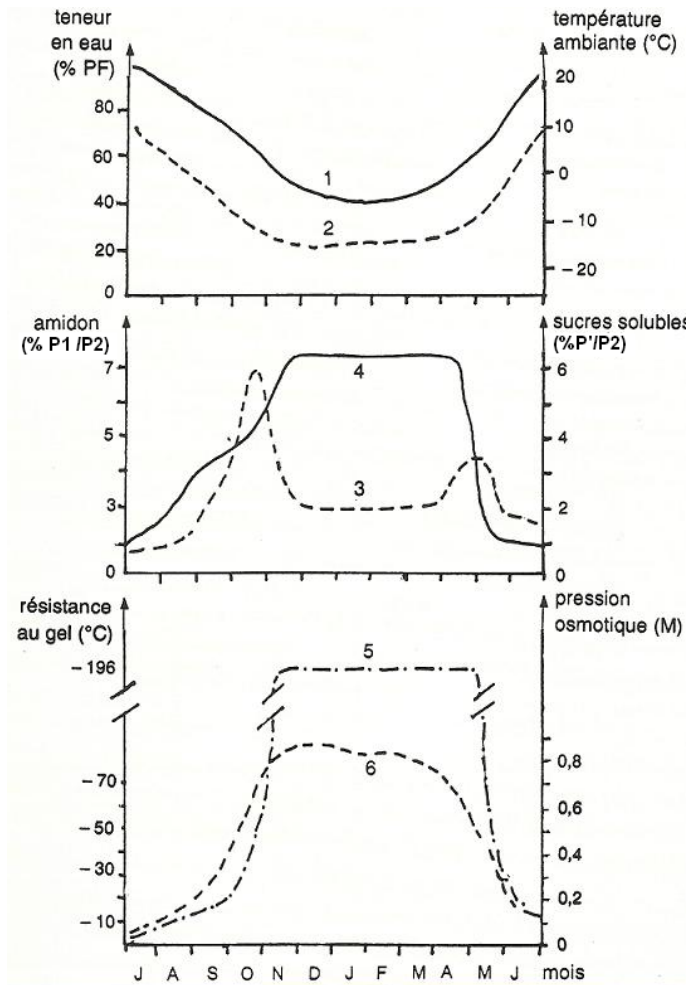 teneur
en eau
(% PF)
température
ambiante (°C)
80
60
40
20
0
20
10
0
−10
−20
1
2
amidon
(% P1 /P2)
sucres solubles
(%P'/P2)
7
5
3
0
6
4
2
0
4
3
résistance
au gel (°C)
pression
osmotique (M)
−196
−70
−50
−30
−10
0,8
0,6
0,4
0,2
0
5
6
J A S O N D J F M A M J mois